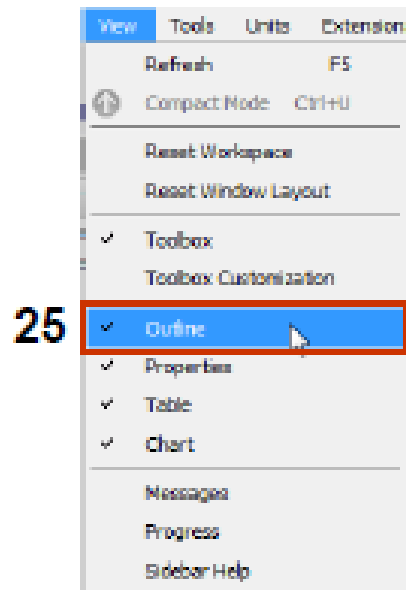 View Tools Units Extension
Refresh F5
Compact Mode Ctrl+U
Reset Workspace
Reset Window Layout
Toolbox
Toolbox Customization
25 Outline
Properties
Table
Chart
Messages
Progress
Sidebar Help